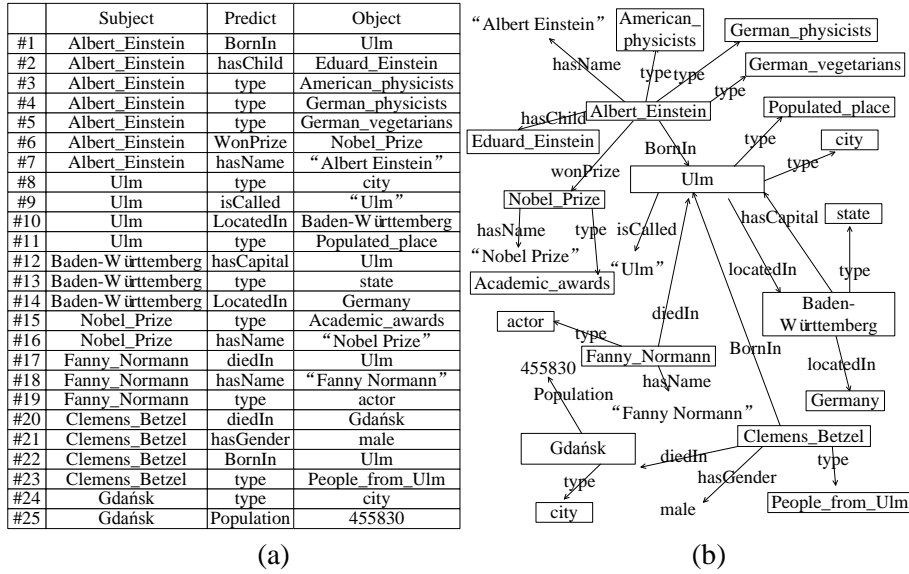 Subject Predict Object
#1 Albert_Einstein BornIn Ulm
#2 Albert_Einstein hasChild Eduard_Einstein
#3 Albert_Einstein type American_physicists
#4 Albert_Einstein type German_physicists
#5 Albert_Einstein type German_vegetarians
#6 Albert_Einstein WonPrize Nobel_Prize
#7 Albert_Einstein hasName “Albert Einstein”
#8 Ulm type city
#9 Ulm isCalled “Ulm”
#10 Ulm LocatedIn Baden-Württemberg
#11 Ulm type Populated_place
#12 Baden-Württemberg hasCapital Ulm
#13 Baden-Württemberg type state
#14 Baden-Württemberg LocatedIn Germany
#15 Nobel_Prize type Academic_awards
#16 Nobel_Prize hasName “Nobel Prize”
#17 Fanny_Normann diedIn Ulm
#18 Fanny_Normann hasName “Fanny Normann”
#19 Fanny_Normann type actor
#20 Clemens_Betzel diedIn Gdańsk
#21 Clemens_Betzel hasGender male
#22 Clemens_Betzel BornIn Ulm
#23 Clemens_Betzel type People_from_Ulm
#24 Gdańsk type city
#25 Gdańsk Population 455830
(a)
“Albert Einstein”
American_
physicists
German_physicists
hasName
type
type
German_vegetarians
type
Albert_Einstein
hasChild
Populated_place
Eduard_Einstein
BornIn
type
city
type
wonPrize
Ulm
Nobel_Prize
isCalled
hasCapital
state
hasName
type
“Nobel Prize”
“Ulm”
locatedIn
type
Academic_awards
Baden-
Württemberg
diedIn
actor
type
BornIn
Fanny_Normann
locatedIn
455830
hasName
Population
“Fanny Normann”
Germany
Gdańsk
Clemens_Betzel
diedIn
type
hasGender
type
city
male
People_from_Ulm
(b)